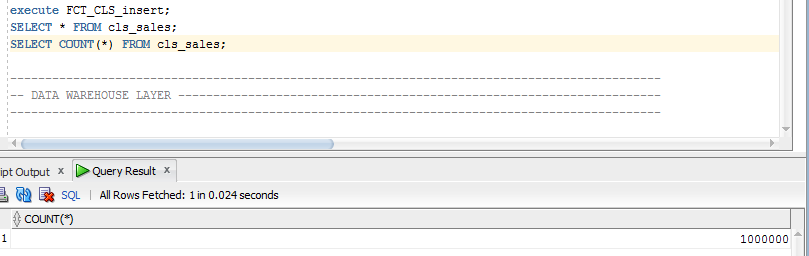 execute FCT_CLS_insert;
SELECT * FROM cls_sales;
SELECT COUNT(*) FROM cls_sales;
---------------------------------------------------------------------------------------------
-- DATA WAREHOUSE LAYER ---------------------------------------------------------------------
---------------------------------------------------------------------------------------------
ipt Output x Query Result x
SQL | All Rows Fetched: 1 in 0.024 seconds
COUNT(*)
1 1000000